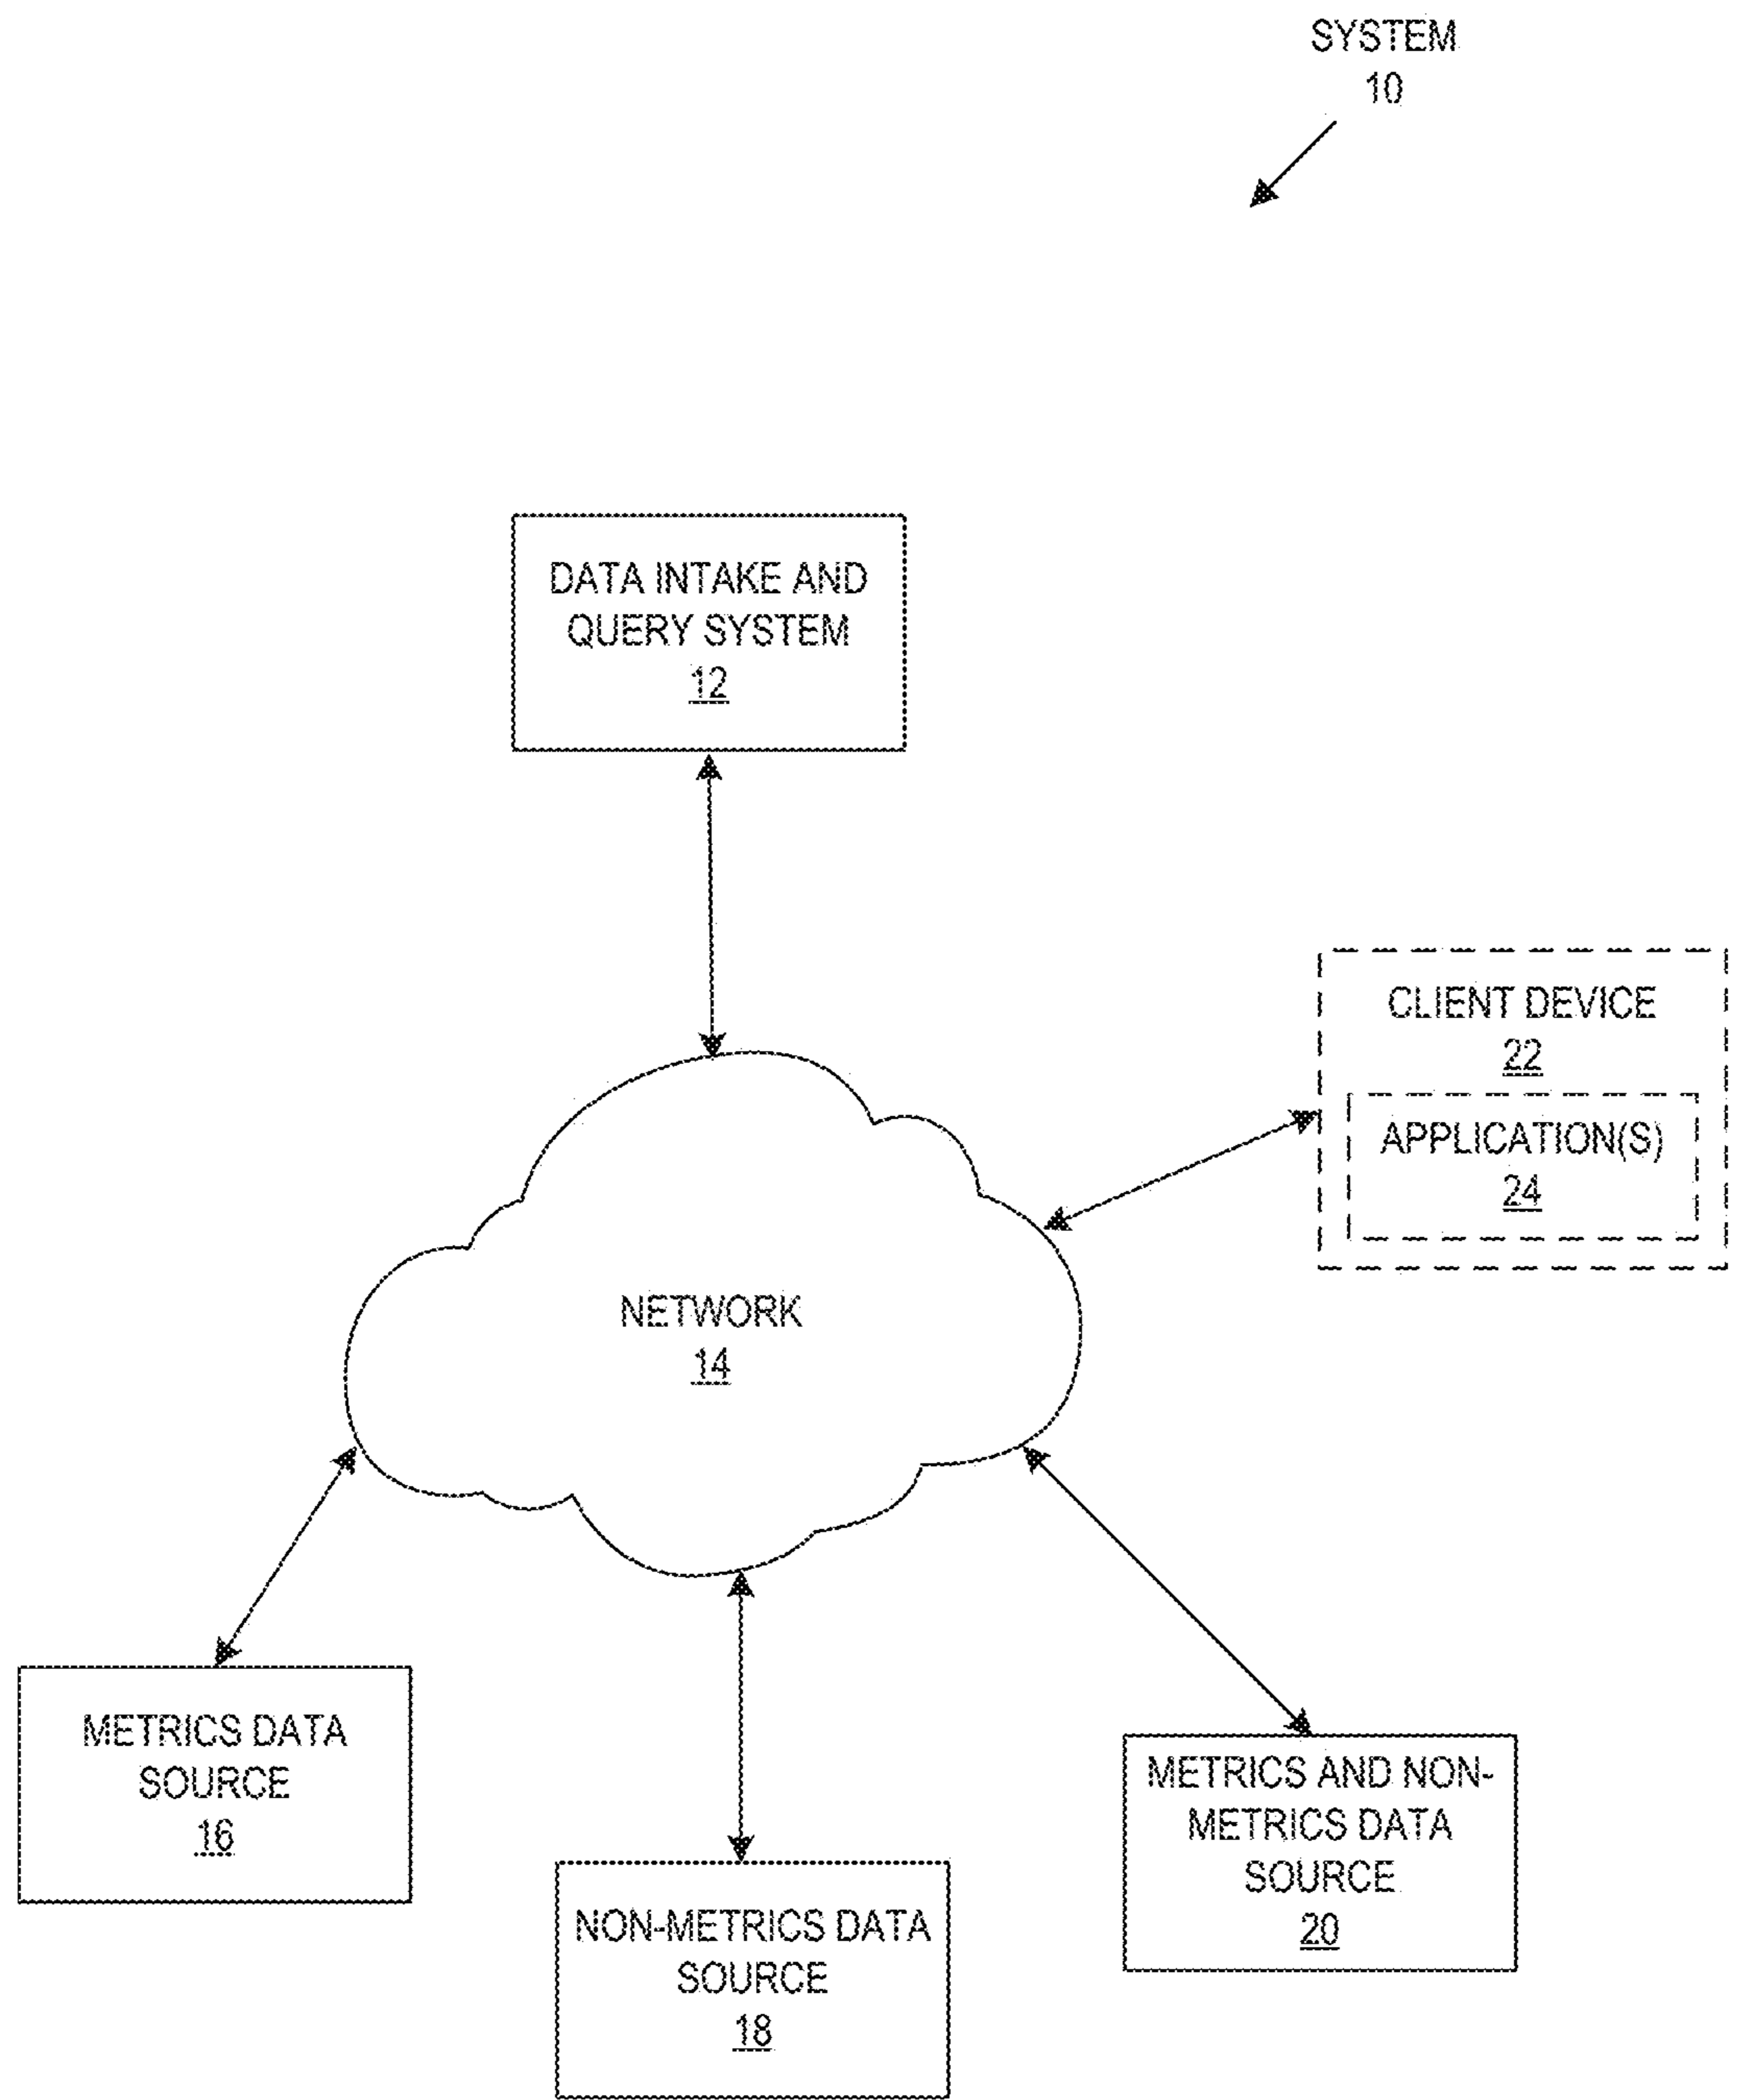 SYSTEM
10
DATA INTAKE AND
QUERY SYSTEM
12
CLIENT DEVICE
22
APPLICATION(S)
24
NETWORK
14
METRICS DATA
SOURCE
16
METRICS AND NON-
METRICS DATA
SOURCE
20
NON-METRICS DATA
SOURCE
18